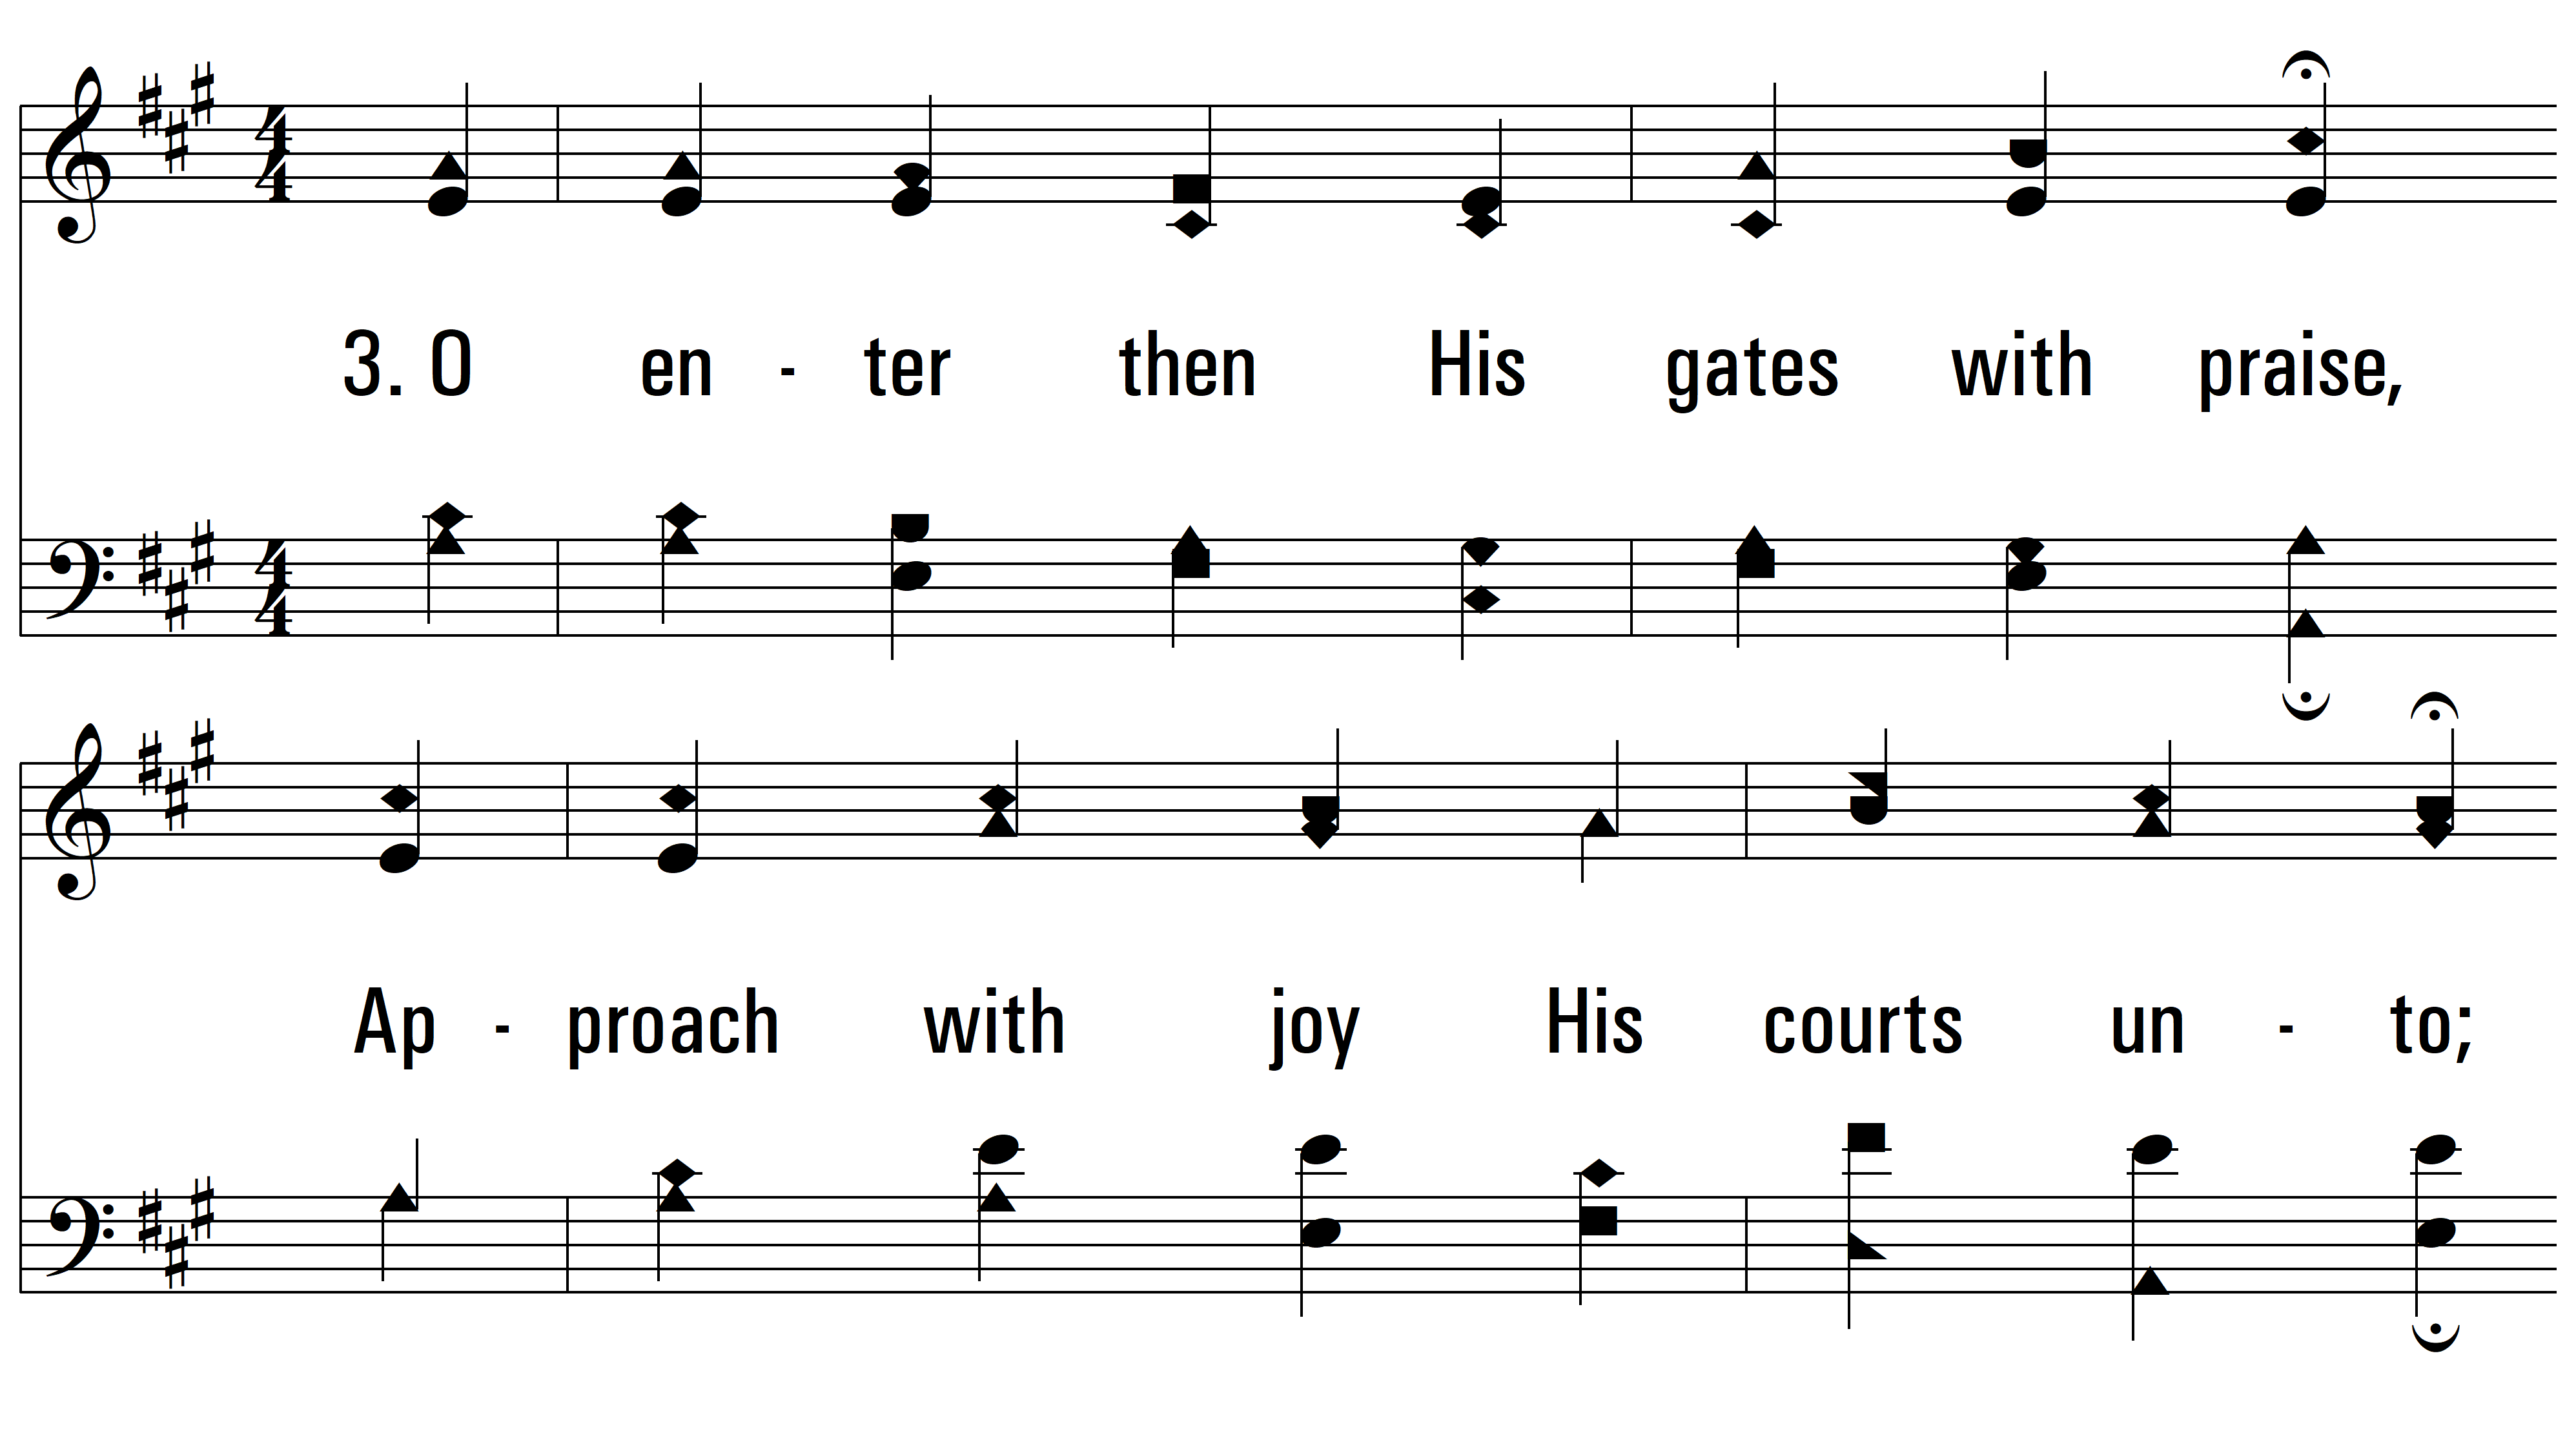 3. O en - ter then His gates with praise,
Ap - proach with joy His courts un - to;